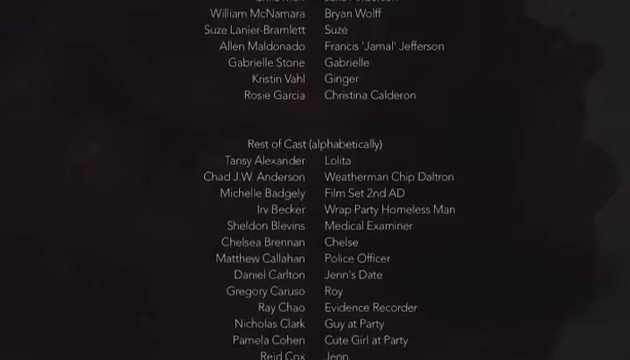 William McNamara Bryan Wolff
Suze Lanier-Bramlett Suze
Allen Maldonado Francis 'Jamal' Jefferson
Gabrielle Stone Gabrielle
Kristin Vahl Ginger
Rosie Garcia Christina Calderon
Rest of Cast (alphabetically)
Tansy Alexander Lolita
Chad J.W. Anderson Weatherman Chip Daltron
Michelle Badgely Film Set 2nd AD
Irv Becker Wrap Party Homeless Man
Sheldon Blevins Medical Examiner
Chelsea Brennan Chelse
Matthew Callahan Police Officer
Daniel Carlton Jenn's Date
Gregory Caruso Roy
Ray Chao Evidence Recorder
Nicholas Clark Guy at Party
Pamela Cohen Cute Girl at Party
Reid Cox Jenn